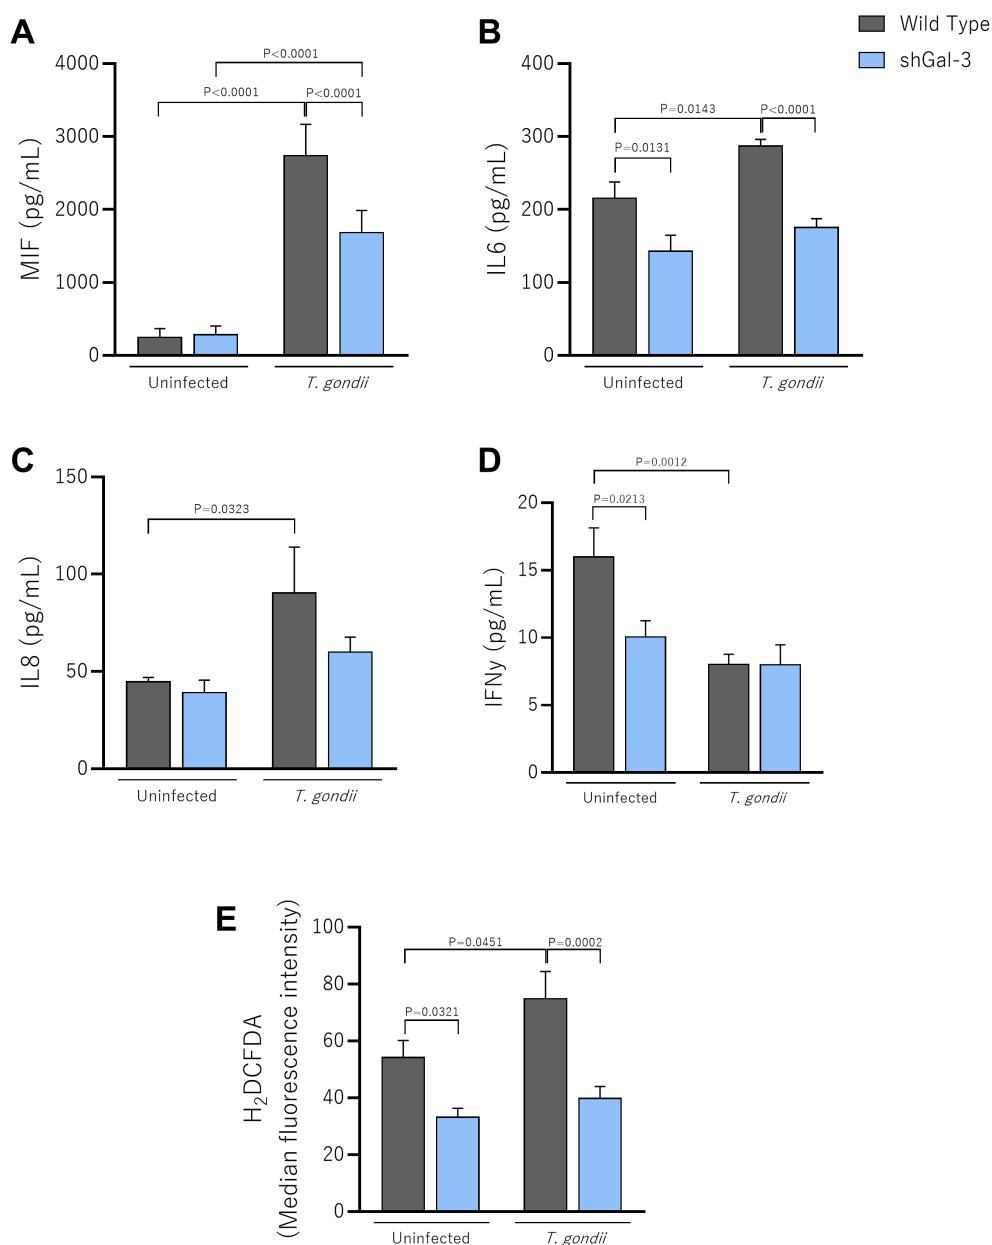 A
B
Wild Type
shGal-3
P<0.0001
P<0.0001
P<0.0001
4000
3000
2000
1000
0
MIF (pg/mL)
Uninfected
T. gondii
P=0.0143
P<0.0001
P=0.0131
400
300
200
100
0
IL6 (pg/mL)
Uninfected
T. gondii
C
D
P=0.0323
150
100
50
0
IL8 (pg/mL)
Uninfected
T. gondii
P=0.0012
P=0.0213
20
15
10
5
0
IFNy (pg/mL)
Uninfected
T. gondii
E
P=0.0451
P=0.0002
P=0.0321
100
80
60
40
20
0
H₂DCFDA
(Median fluorescence intensity)
Uninfected
T. gondii